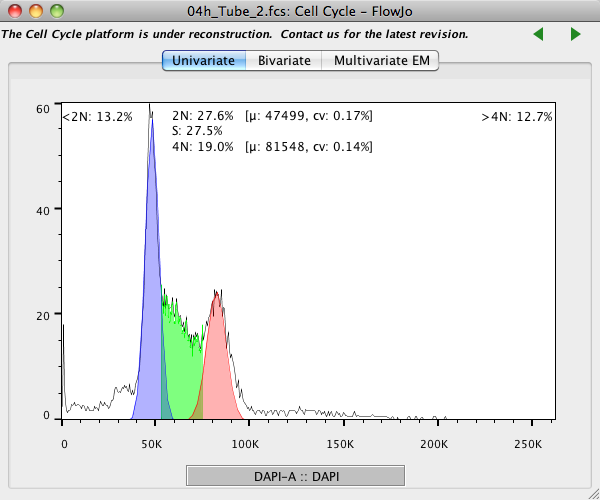 04h_Tube_2.fcs: Cell Cycle – FlowJo
The Cell Cycle platform is under reconstruction. Contact us for the latest revision.
Univariate Bivariate Multivariate EM
<2N: 13.2% 2N: 27.6% [µ: 47499, cv: 0.17%] >4N: 12.7%
S: 27.5%
4N: 19.0% [µ: 81548, cv: 0.14%]
60
40
20
0
0 50K 100K 150K 200K 250K
DAPI-A :: DAPI